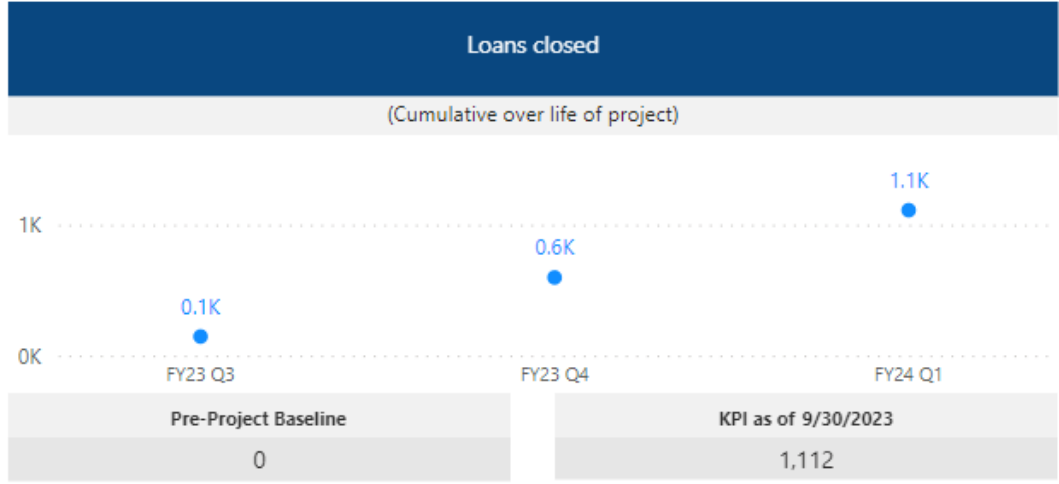 Loans closed
(Cumulative over life of project)
1.1K
1K
0.6K
0.1K
0K
FY23 Q3 FY23 Q4 FY24 Q1
Pre-Project Baseline KPI as of 9/30/2023
0 1,112